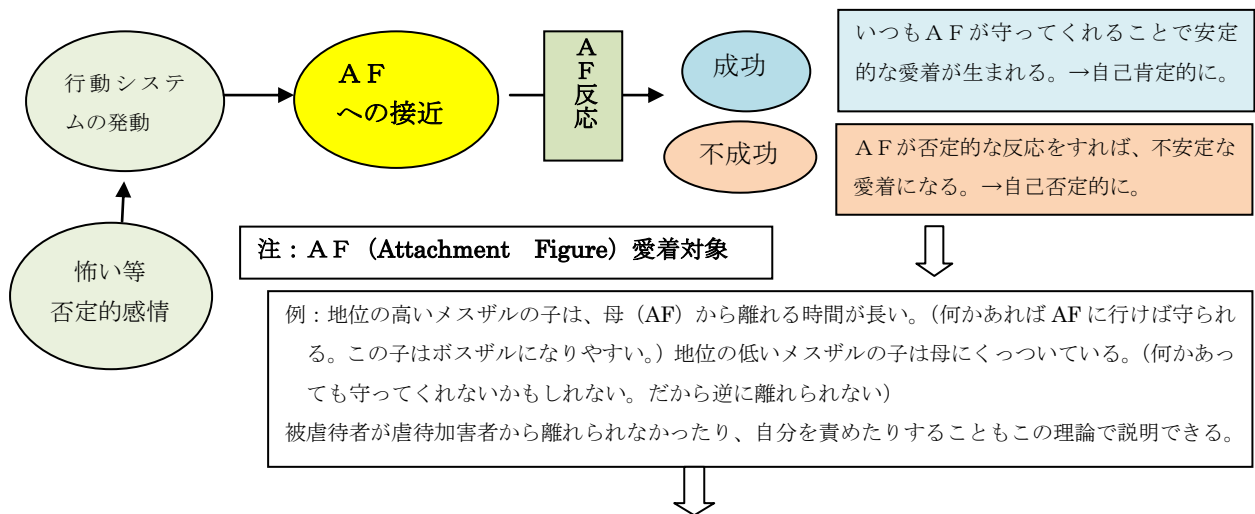 行動システ
ムの発動
ＡＦ
への接近
ＡＦ反応
成功
不成功
いつもＡＦが守ってくれることで安定
的な愛着が生まれる。→自己肯定的に。
ＡＦが否定的な反応をすれば、不安定な
愛着になる。→自己否定的に。
怖い等
否定的感情
注：ＡＦ（Attachment　Figure）愛着対象
例：地位の高いメスザルの子は、母（AF）から離れる時間が長い。（何かあれば AF に行けば守られ
る。この子はボスザルになりやすい。）地位の低いメスザルの子は母にくっついている。（何かあっ
ても守ってくれないかもしれない。だから逆に離れられない）
被虐待者が虐待加害者から離れられなかったり、自分を責めたりすることもこの理論で説明できる。